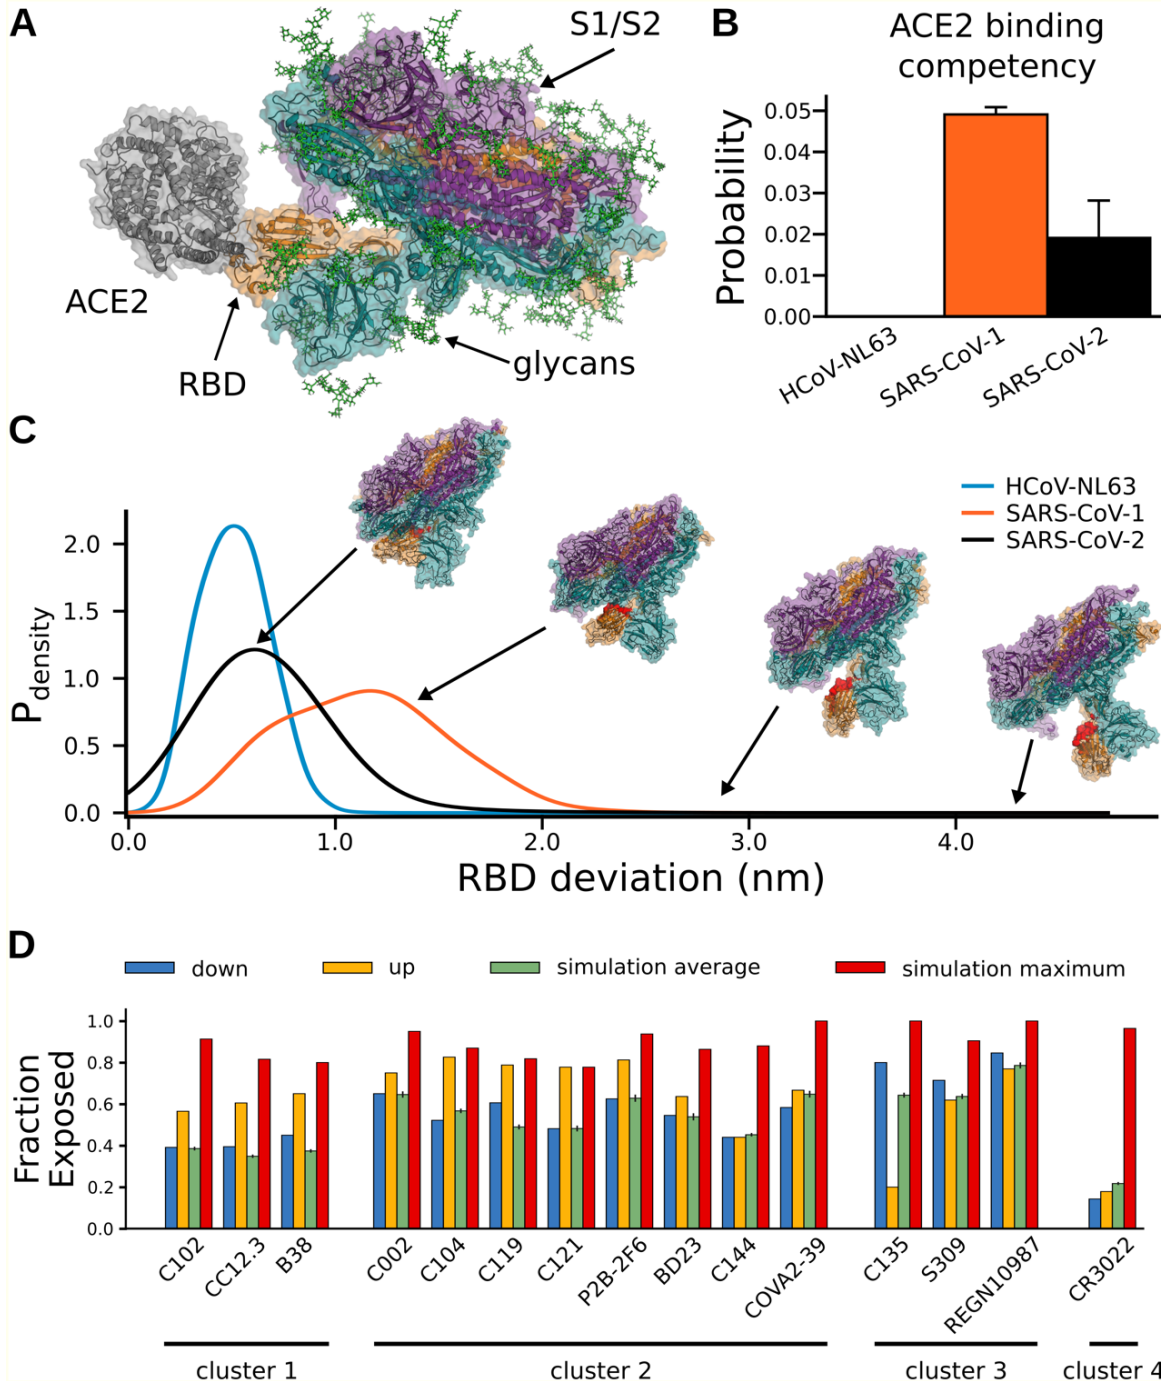 A
S1/S2
ACE2
RBD
glycans
B
ACE2 binding
competency
Probability
0.05
0.04
0.03
0.02
0.01
0.00
HCoV-NL63
SARS-CoV-1
SARS-CoV-2
C
HCoV-NL63
SARS-CoV-1
SARS-CoV-2
Pdensity
2.0
1.5
1.0
0.5
0.0
0.0 1.0 2.0 3.0 4.0
RBD deviation (nm)
D
down up simulation average simulation maximum
Fraction
Exposed
1.0
0.8
0.6
0.4
0.2
0.0
C102 CC12.3 B38 C002 C104 C119 C121 P2B-2F6 BD23 C144 COVA2-39 C135 S309 REGN10987 CR3022
cluster 1 cluster 2 cluster 3 cluster 4